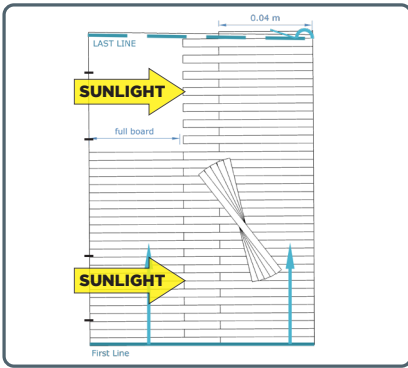 0.04 m
LAST LINE
SUNLIGHT
full board
SUNLIGHT
First Line